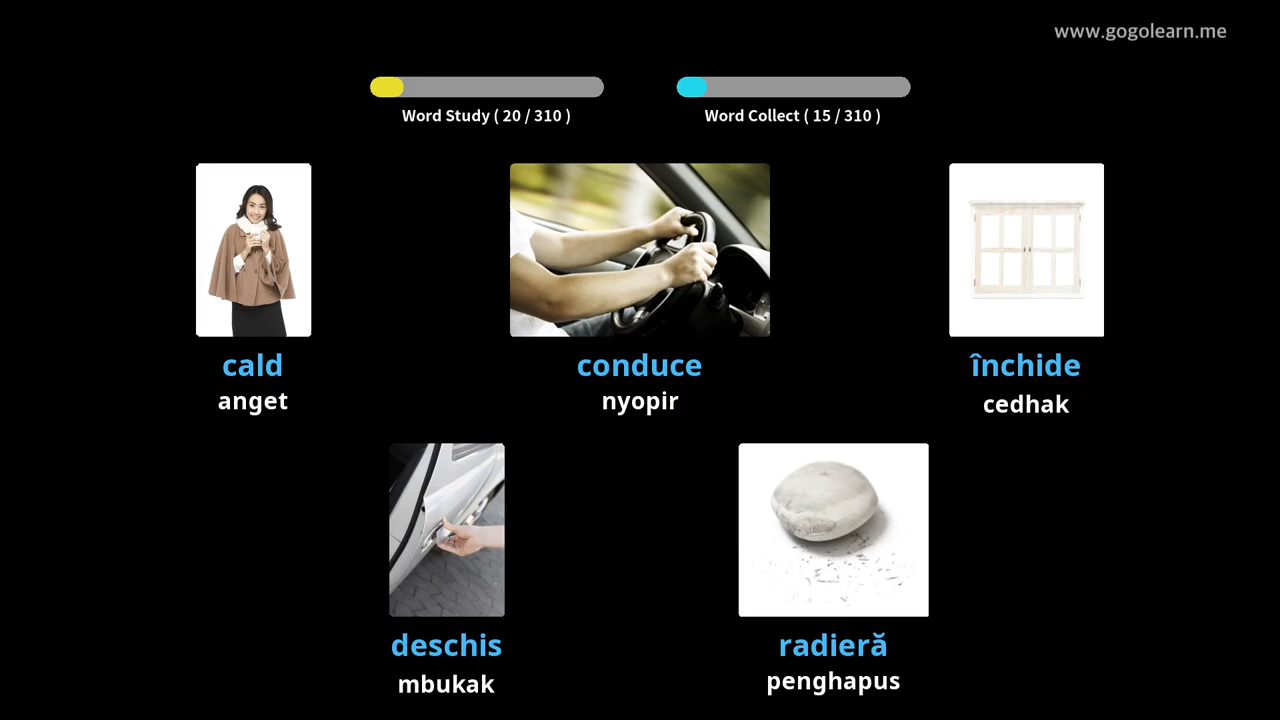 www.gogolearn.me
Word Study ( 20 / 310 )
Word Collect ( 15 / 310 )
cald
anget
conduce
nyopir
închide
cedhak
deschis
mbukak
radieră
penghapus